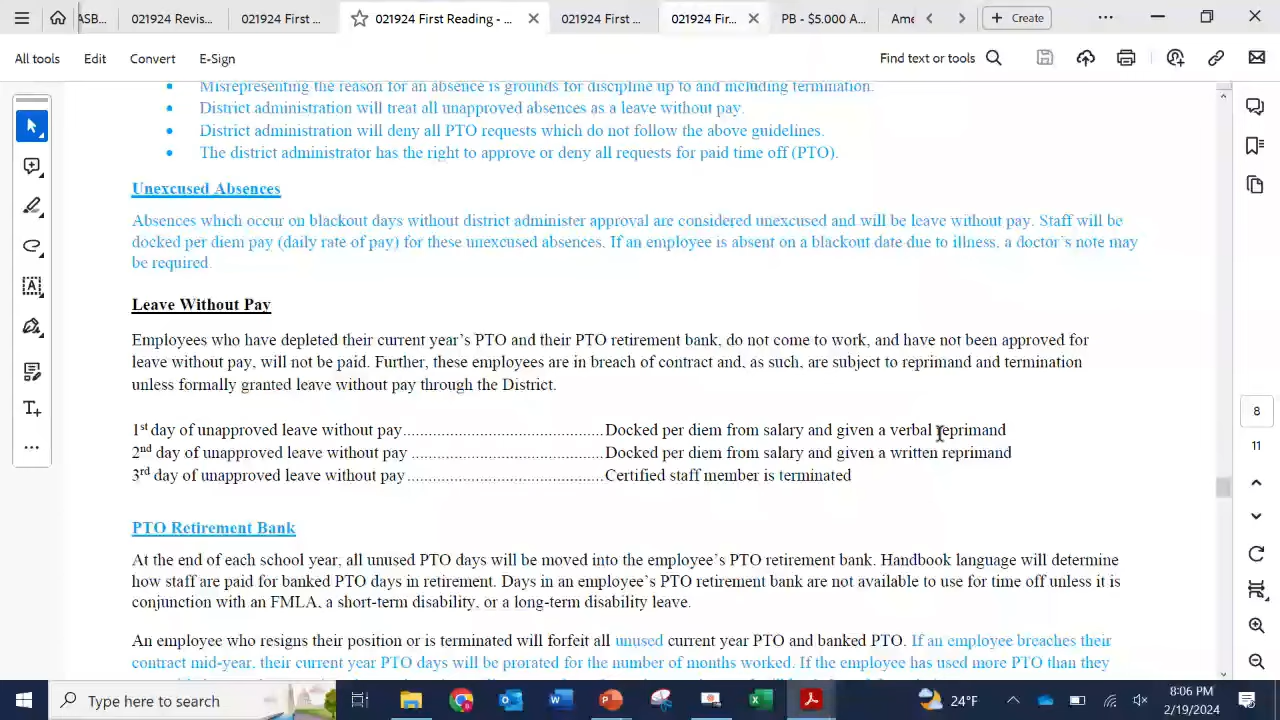 ASB...
021924 Revis...
021924 First ...
021924 First Reading - ...
021924 First ...
021924 Fir...
PB - $5.000 A...
Ame
Create
All tools
Edit
Convert
E-Sign
Find text or tools
• Misrepresenting the reason for an absence is grounds for discipline up to and including termination.
• District administration will treat all unapproved absences as a leave without pay.
• District administration will deny all PTO requests which do not follow the above guidelines.
• The district administrator has the right to approve or deny all requests for paid time off (PTO).
Unexcused Absences
Absences which occur on blackout days without district administer approval are considered unexcused and will be leave without pay. Staff will be
docked per diem pay (daily rate of pay) for these unexcused absences. If an employee is absent on a blackout date due to illness, a doctor's note may
be required.
Leave Without Pay
Employees who have depleted their current year's PTO and their PTO retirement bank, do not come to work, and have not been approved for
leave without pay, will not be paid. Further, these employees are in breach of contract and, as such, are subject to reprimand and termination
unless formally granted leave without pay through the District.
1st day of unapproved leave without pay............................................Docked per diem from salary and given a verbal reprimand
2nd day of unapproved leave without pay ..........................................Docked per diem from salary and given a written reprimand
3rd day of unapproved leave without pay...........................................Certified staff member is terminated
PTO Retirement Bank
At the end of each school year, all unused PTO days will be moved into the employee's PTO retirement bank. Handbook language will determine
how staff are paid for banked PTO days in retirement. Days in an employee's PTO retirement bank are not available to use for time off unless it is
conjunction with an FMLA, a short-term disability, or a long-term disability leave.
An employee who resigns their position or is terminated will forfeit all unused current year PTO and banked PTO. If an employee breaches their
contract mid-year, their current year PTO days will be prorated for the number of months worked. If the employee has used more PTO than they
8
11
Type here to search
24°F
8:06 PM
2/19/2024